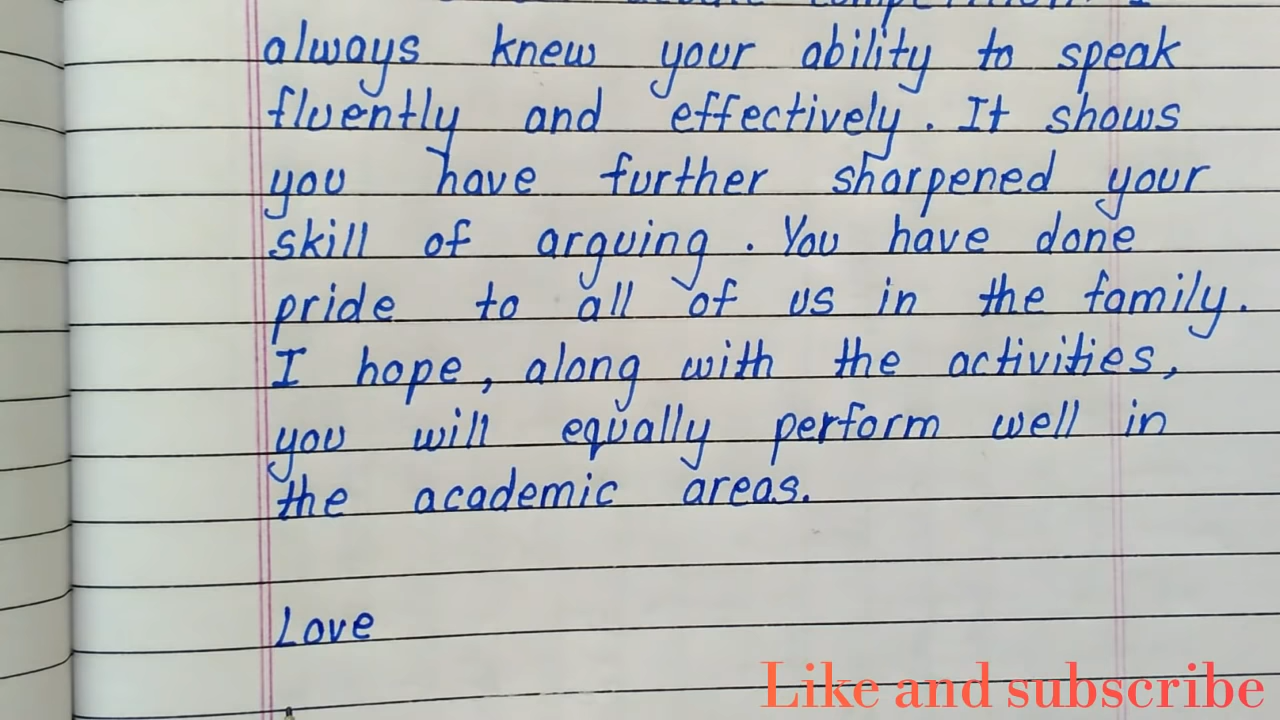 competition. I
always knew your ability to speak
fluently and effectively. It shows
you have further sharpened your
skill of arguing. You have done
pride to all of us in the family.
I hope, along with the activities,
you will equally perform well in
the academic areas.
Love
Like and subscribe